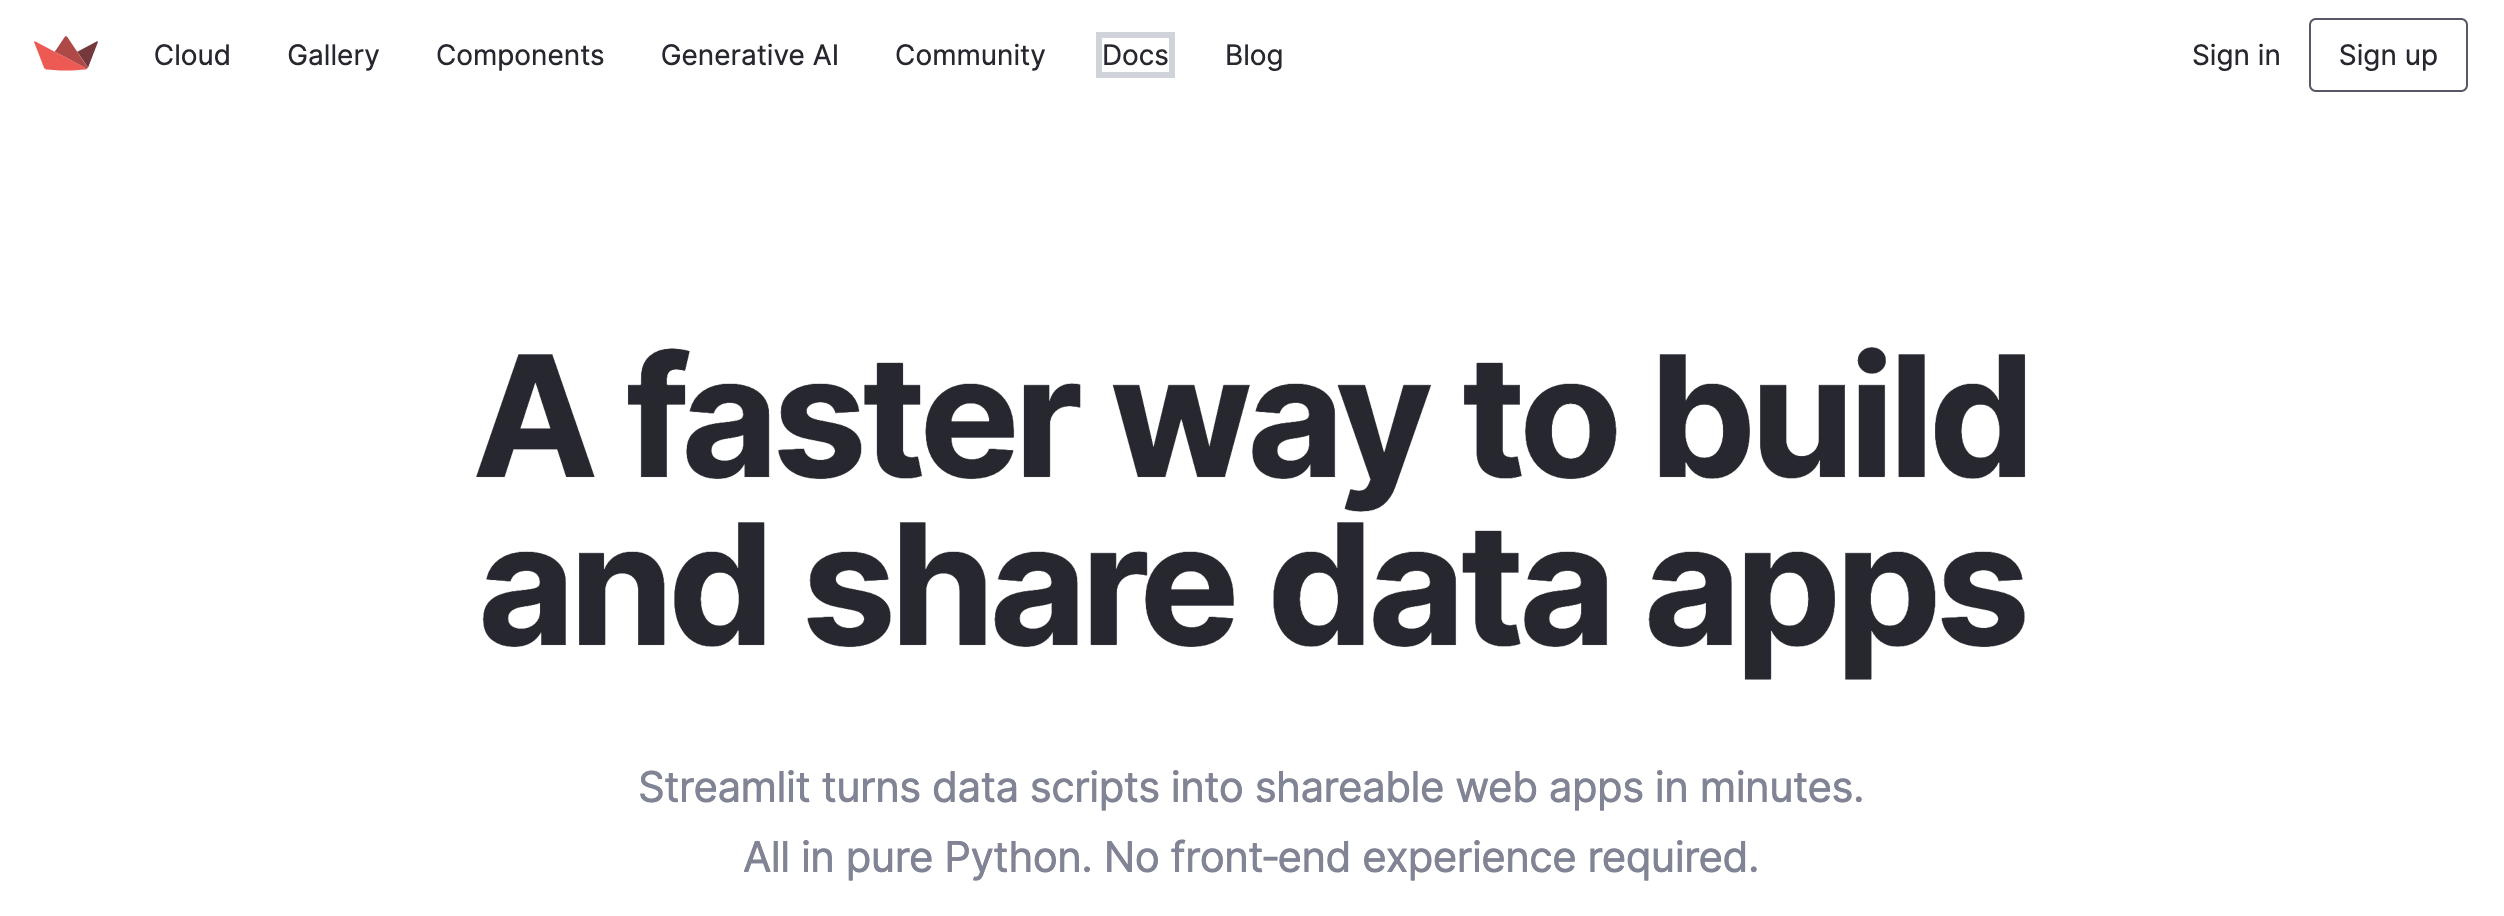 Cloud Gallery Components Generative AI Community Docs Blog Sign in Sign up
A faster way to build
and share data apps
Streamlit turns data scripts into shareable web apps in minutes.
All in pure Python. No front-end experience required.